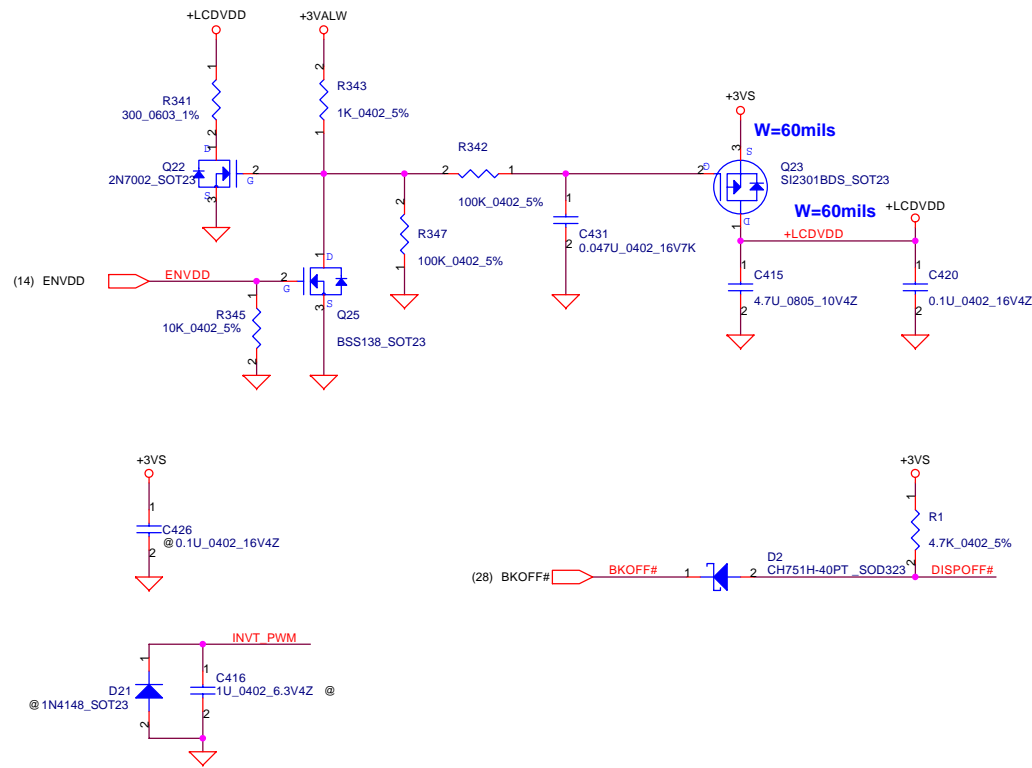 +LCDVDD
+3VALW
1
R341
300_0603_1%
2
2
R343
1K_0402_5%
1
+3VS
W=60mils
D
1
Q22
2N7002_SOT23
2
G
S
3
R342
2
1
100K_0402_5%
3
S
Q23
SI2301BDS_SOT23
2
G
D
1
W=60mils
+LCDVDD
+LCDVDD
2
R347
100K_0402_5%
1
1
C431
0.047U_0402_16V7K
2
(14) ENVDD
ENVDD
1
D
2
G
S
3
Q25
BSS138_SOT23
1
R345
10K_0402_5%
2
1
C415
4.7U_0805_10V4Z
2
1
C420
0.1U_0402_16V4Z
2
+3VS
1
C426
@ 0.1U_0402_16V4Z
2
+3VS
1
R1
4.7K_0402_5%
2
(28) BKOFF#
BKOFF#
1
D2
2
CH751H-40PT _SOD323
DISPOFF#
INVT_PWM
1
D21
@ 1N4148_SOT23
2
1
C416
1U_0402_6.3V4Z @
2